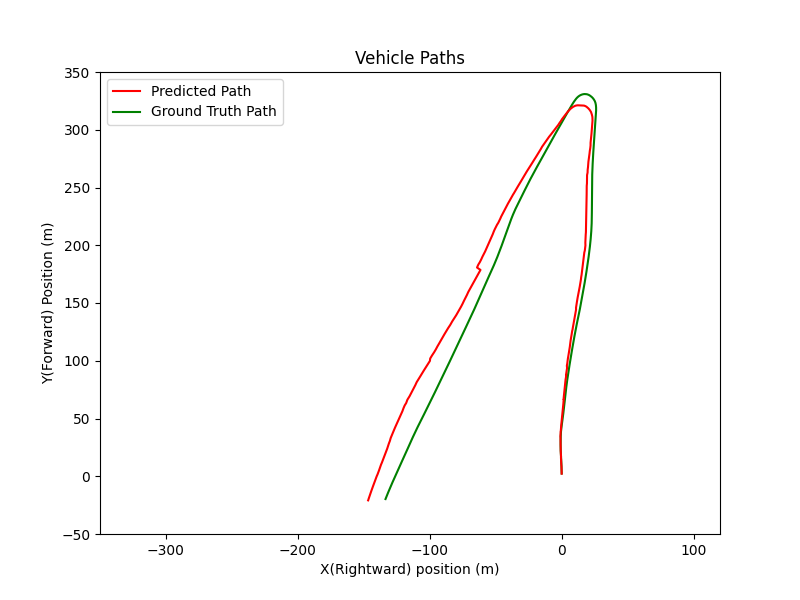 Vehicle Paths
Predicted Path
Ground Truth Path
350
300
250
200
150
100
50
0
−50
Y(Forward) Position (m)
−300
−200
−100
0
100
X(Rightward) position (m)